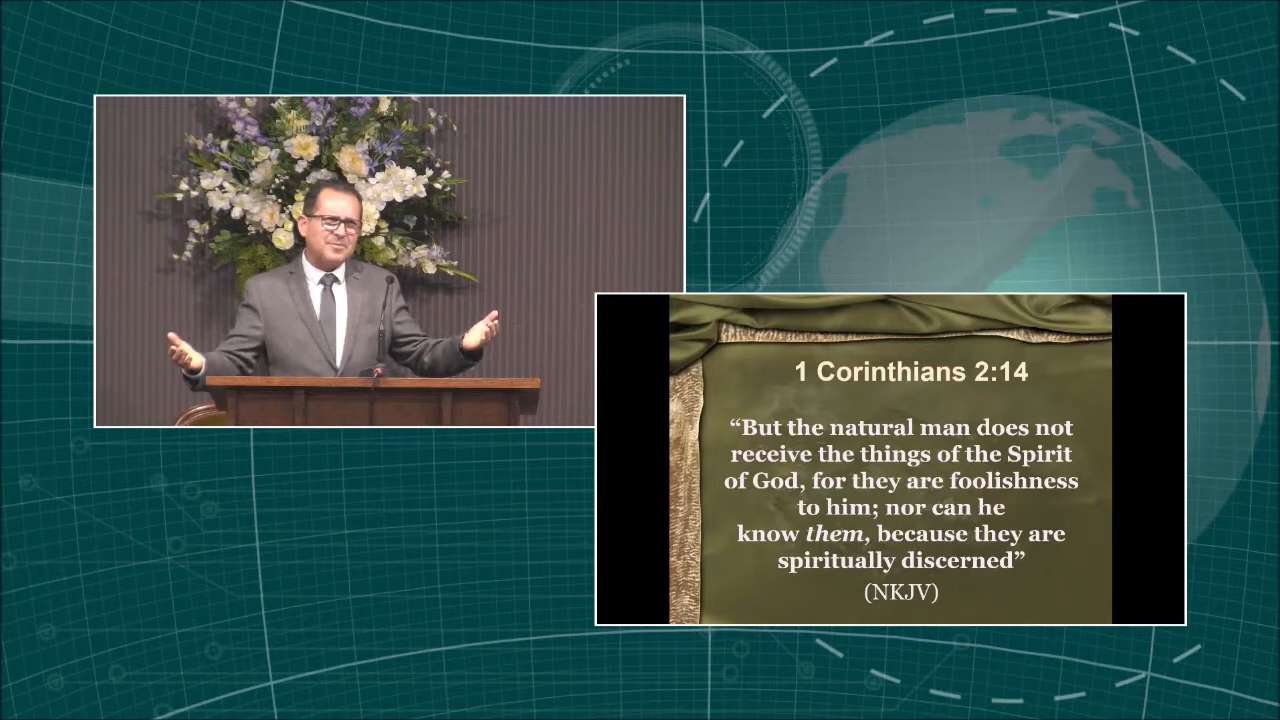 1 Corinthians 2:14
“But the natural man does not
receive the things of the Spirit
of God, for they are foolishness
to him; nor can he
know them, because they are
spiritually discerned”
(NKJV)